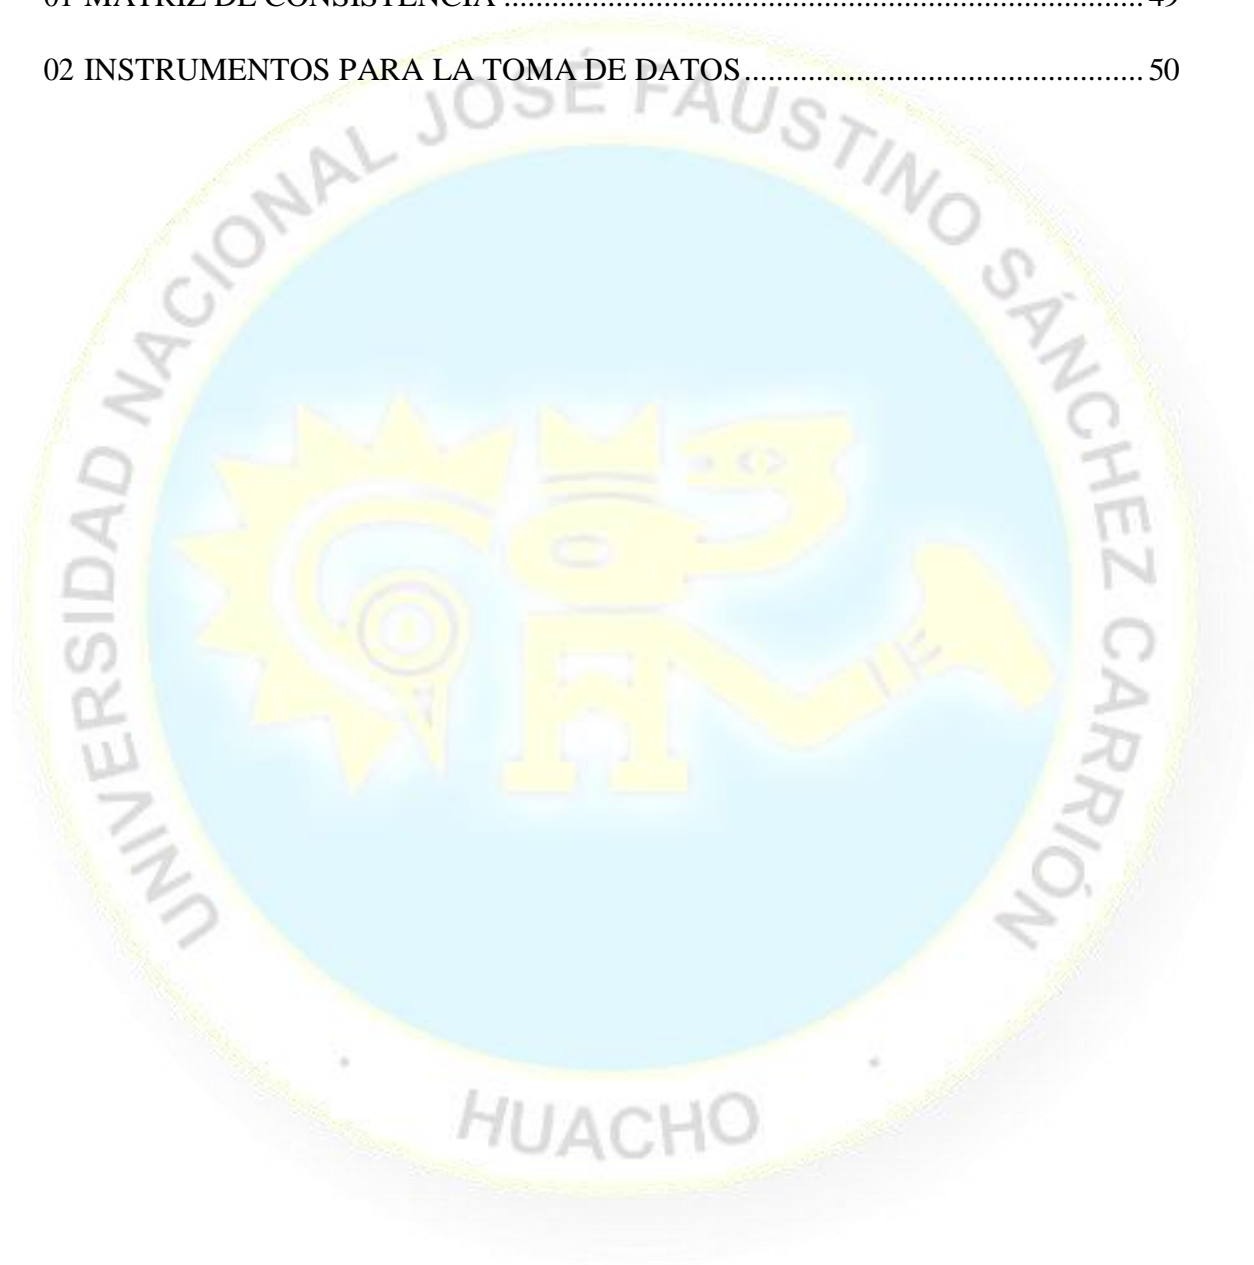 01 MATRIZ DE CONSISTENCIA ................................................................................ 49
02 INSTRUMENTOS PARA LA TOMA DE DATOS .................................................. 50
UNIVERSIDAD NACIONAL JOSÉ FAUSTINO SÁNCHEZ CARRIÓN
HUACHO